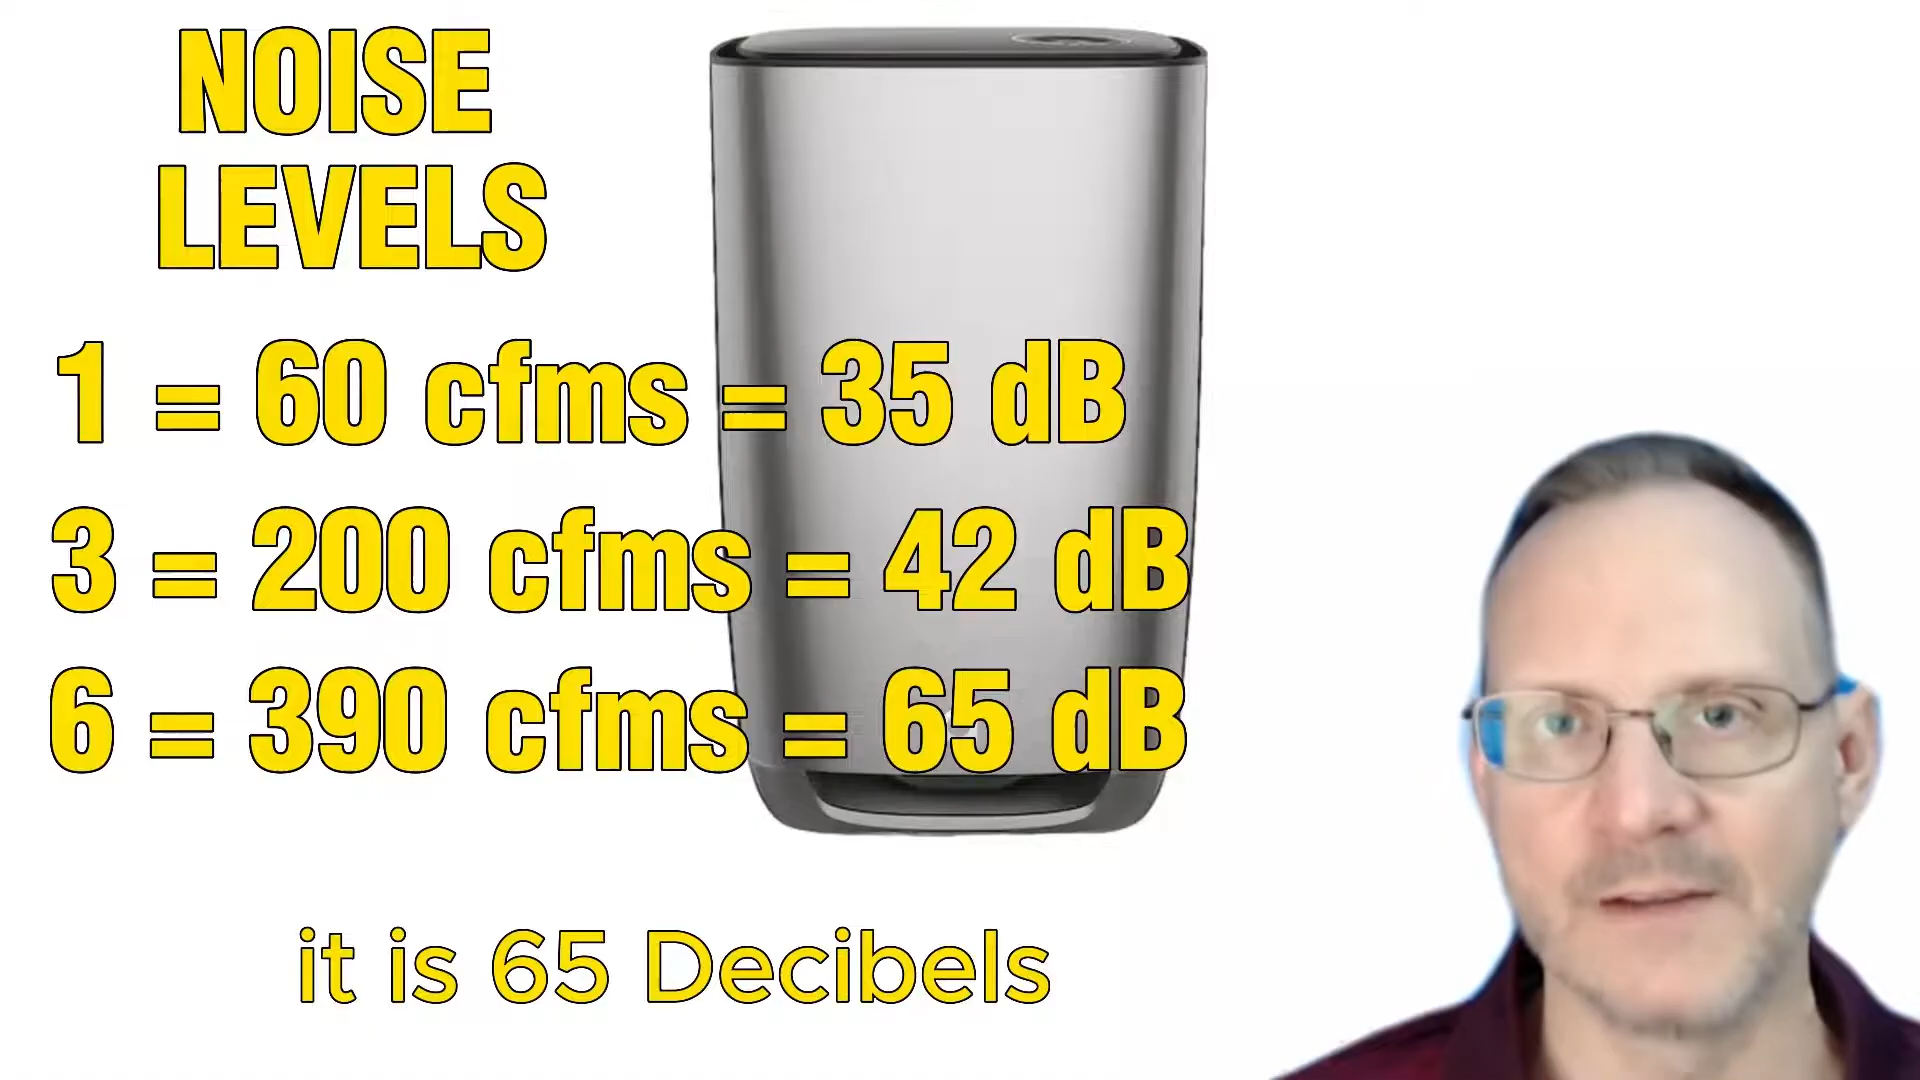 NOISE
LEVELS
1 = 60 cfms = 35 dB
3 = 200 cfms = 42 dB
6 = 390 cfms = 65 dB
it is 65 Decibels